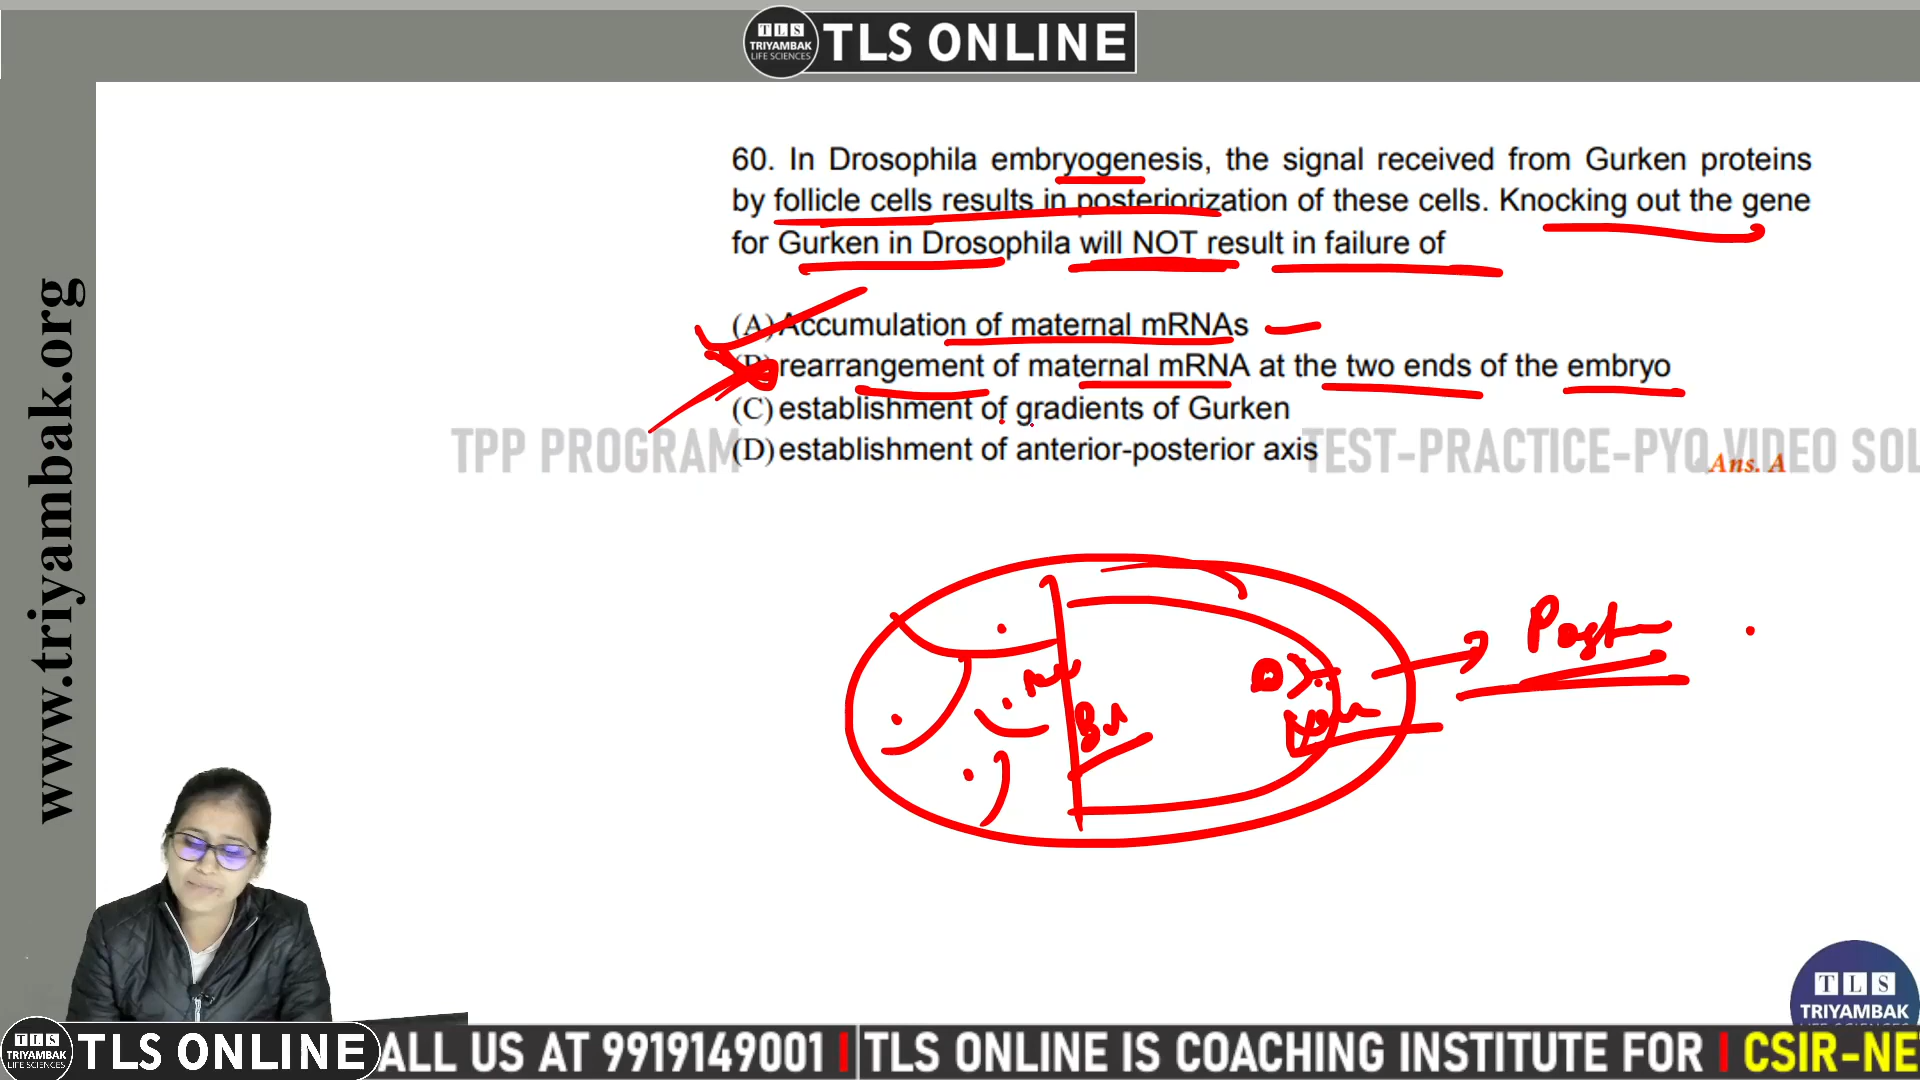 TLS
TRIYAMBAK
LIFE SCIENCES
TLS ONLINE
www.triyambak.org
60. In Drosophila embryogenesis, the signal received from Gurken proteins
by follicle cells results in posteriorization of these cells. Knocking out the gene
for Gurken in Drosophila will NOT result in failure of
(A) Accumulation of maternal mRNAs
(B) rearrangement of maternal mRNA at the two ends of the embryo
(C) establishment of gradients of Gurken
(D) establishment of anterior-posterior axis
TPP PROGRAM
TEST-PRACTICE-PYQ VIDEO SOL
Ans. A
Post
TLS
TRIYAMBAK
TLS
TRIYAMBAK
LIFE SCIENCES
TLS ONLINE
ALL US AT 9919149001 | TLS ONLINE IS COACHING INSTITUTE FOR | CSIR-NE